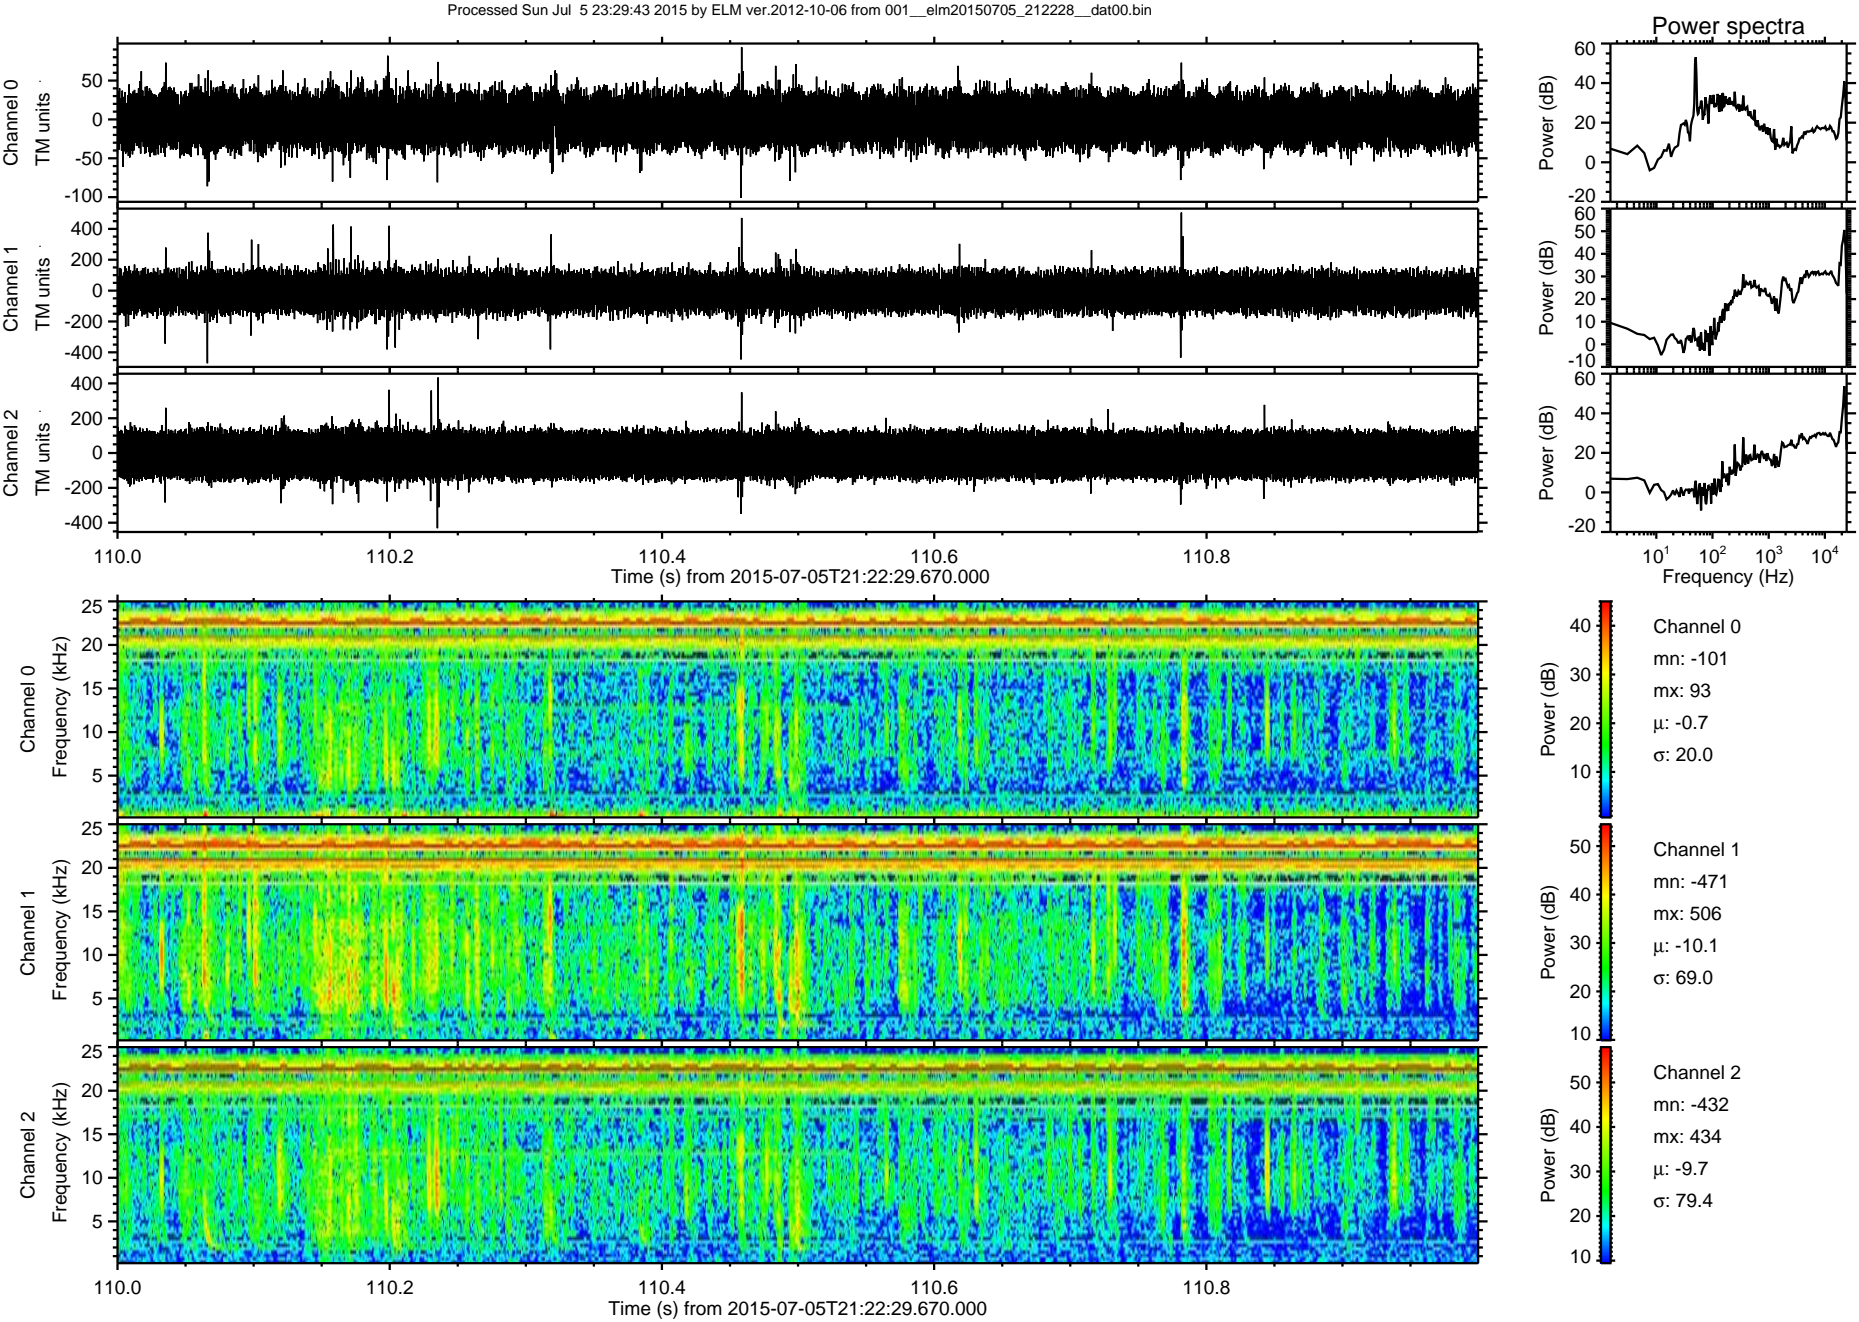 Processed Sun Jul  5 23:29:43 2015 by ELM ver.2012-10-06 from 001__elm20150705_212228__dat00.bin
Power spectra
Channel 0
TM units
50
0
-50
-100
Power (dB)
60
40
20
0
-20
Channel 1
TM units
400
200
0
-200
-400
Power (dB)
60
50
40
30
20
10
0
-10
Channel 2
TM units
400
200
0
-200
-400
Power (dB)
60
40
20
0
-20
110.0 110.2 110.4 110.6 110.8
Time (s) from 2015-07-05T21:22:29.670.000
10¹ 10² 10³ 10⁴
Frequency (Hz)
Channel 0
Frequency (kHz)
25
20
15
10
5
Power (dB)
40
30
20
10
Channel 0
mn: -101
mx: 93
µ: -0.7
σ: 20.0
Channel 1
Frequency (kHz)
25
20
15
10
5
Power (dB)
50
40
30
20
10
Channel 1
mn: -471
mx: 506
µ: -10.1
σ: 69.0
Channel 2
Frequency (kHz)
25
20
15
10
5
Power (dB)
50
40
30
20
10
Channel 2
mn: -432
mx: 434
µ: -9.7
σ: 79.4
110.0 110.2 110.4 110.6 110.8
Time (s) from 2015-07-05T21:22:29.670.000